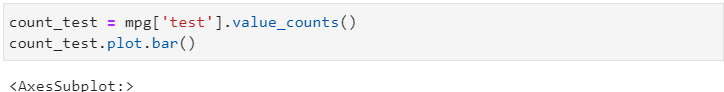 count_test = mpg['test'].value_counts()
count_test.plot.bar()
<AxesSubplot:>